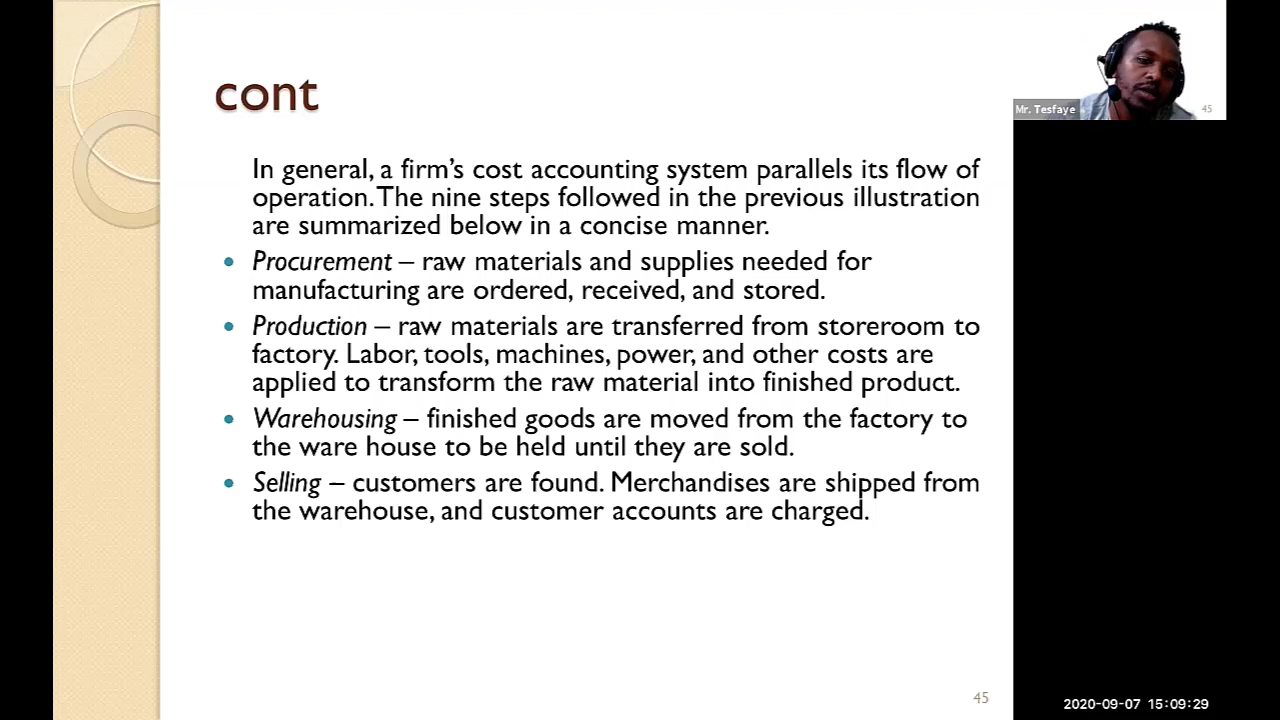 cont
Mr. Tesfaye
45
In general, a firm's cost accounting system parallels its flow of
operation. The nine steps followed in the previous illustration
are summarized below in a concise manner.
• Procurement – raw materials and supplies needed for
manufacturing are ordered, received, and stored.
• Production – raw materials are transferred from storeroom to
factory. Labor, tools, machines, power, and other costs are
applied to transform the raw material into finished product.
• Warehousing – finished goods are moved from the factory to
the ware house to be held until they are sold.
• Selling – customers are found. Merchandises are shipped from
the warehouse, and customer accounts are charged.
45
2020-09-07 15:09:29